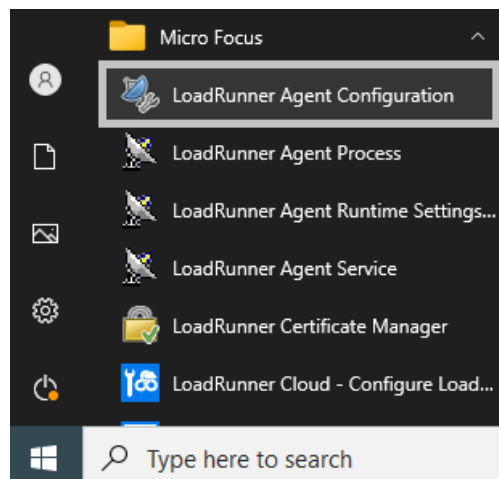 Micro Focus
LoadRunner Agent Configuration
LoadRunner Agent Process
LoadRunner Agent Runtime Settings...
LoadRunner Agent Service
LoadRunner Certificate Manager
LoadRunner Cloud - Configure Load...
Type here to search